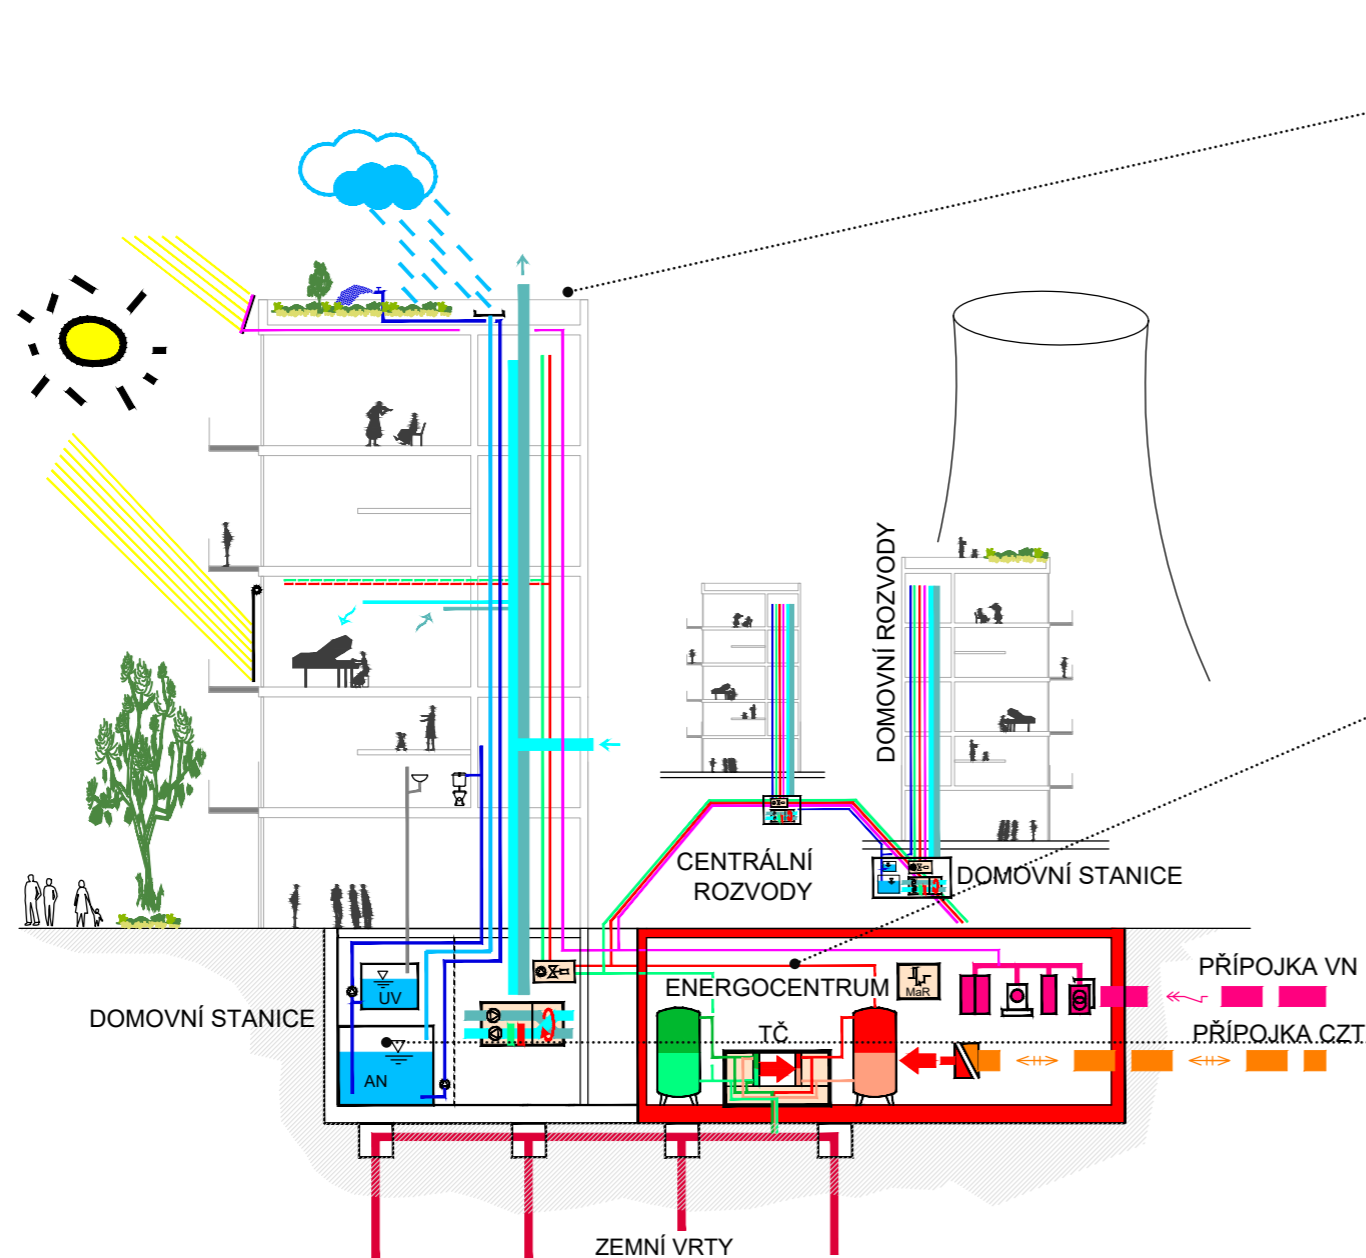 DOMOVNÍ ROZVODY
CENTRÁLNÍ
ROZVODY
DOMOVNÍ STANICE
PŘÍPOJKA VN
ENERGOCENTRUM
MaR
UV
DOMOVNÍ STANICE
TČ
PŘÍPOJKA CZT
AN
ZEMNÍ VRTY